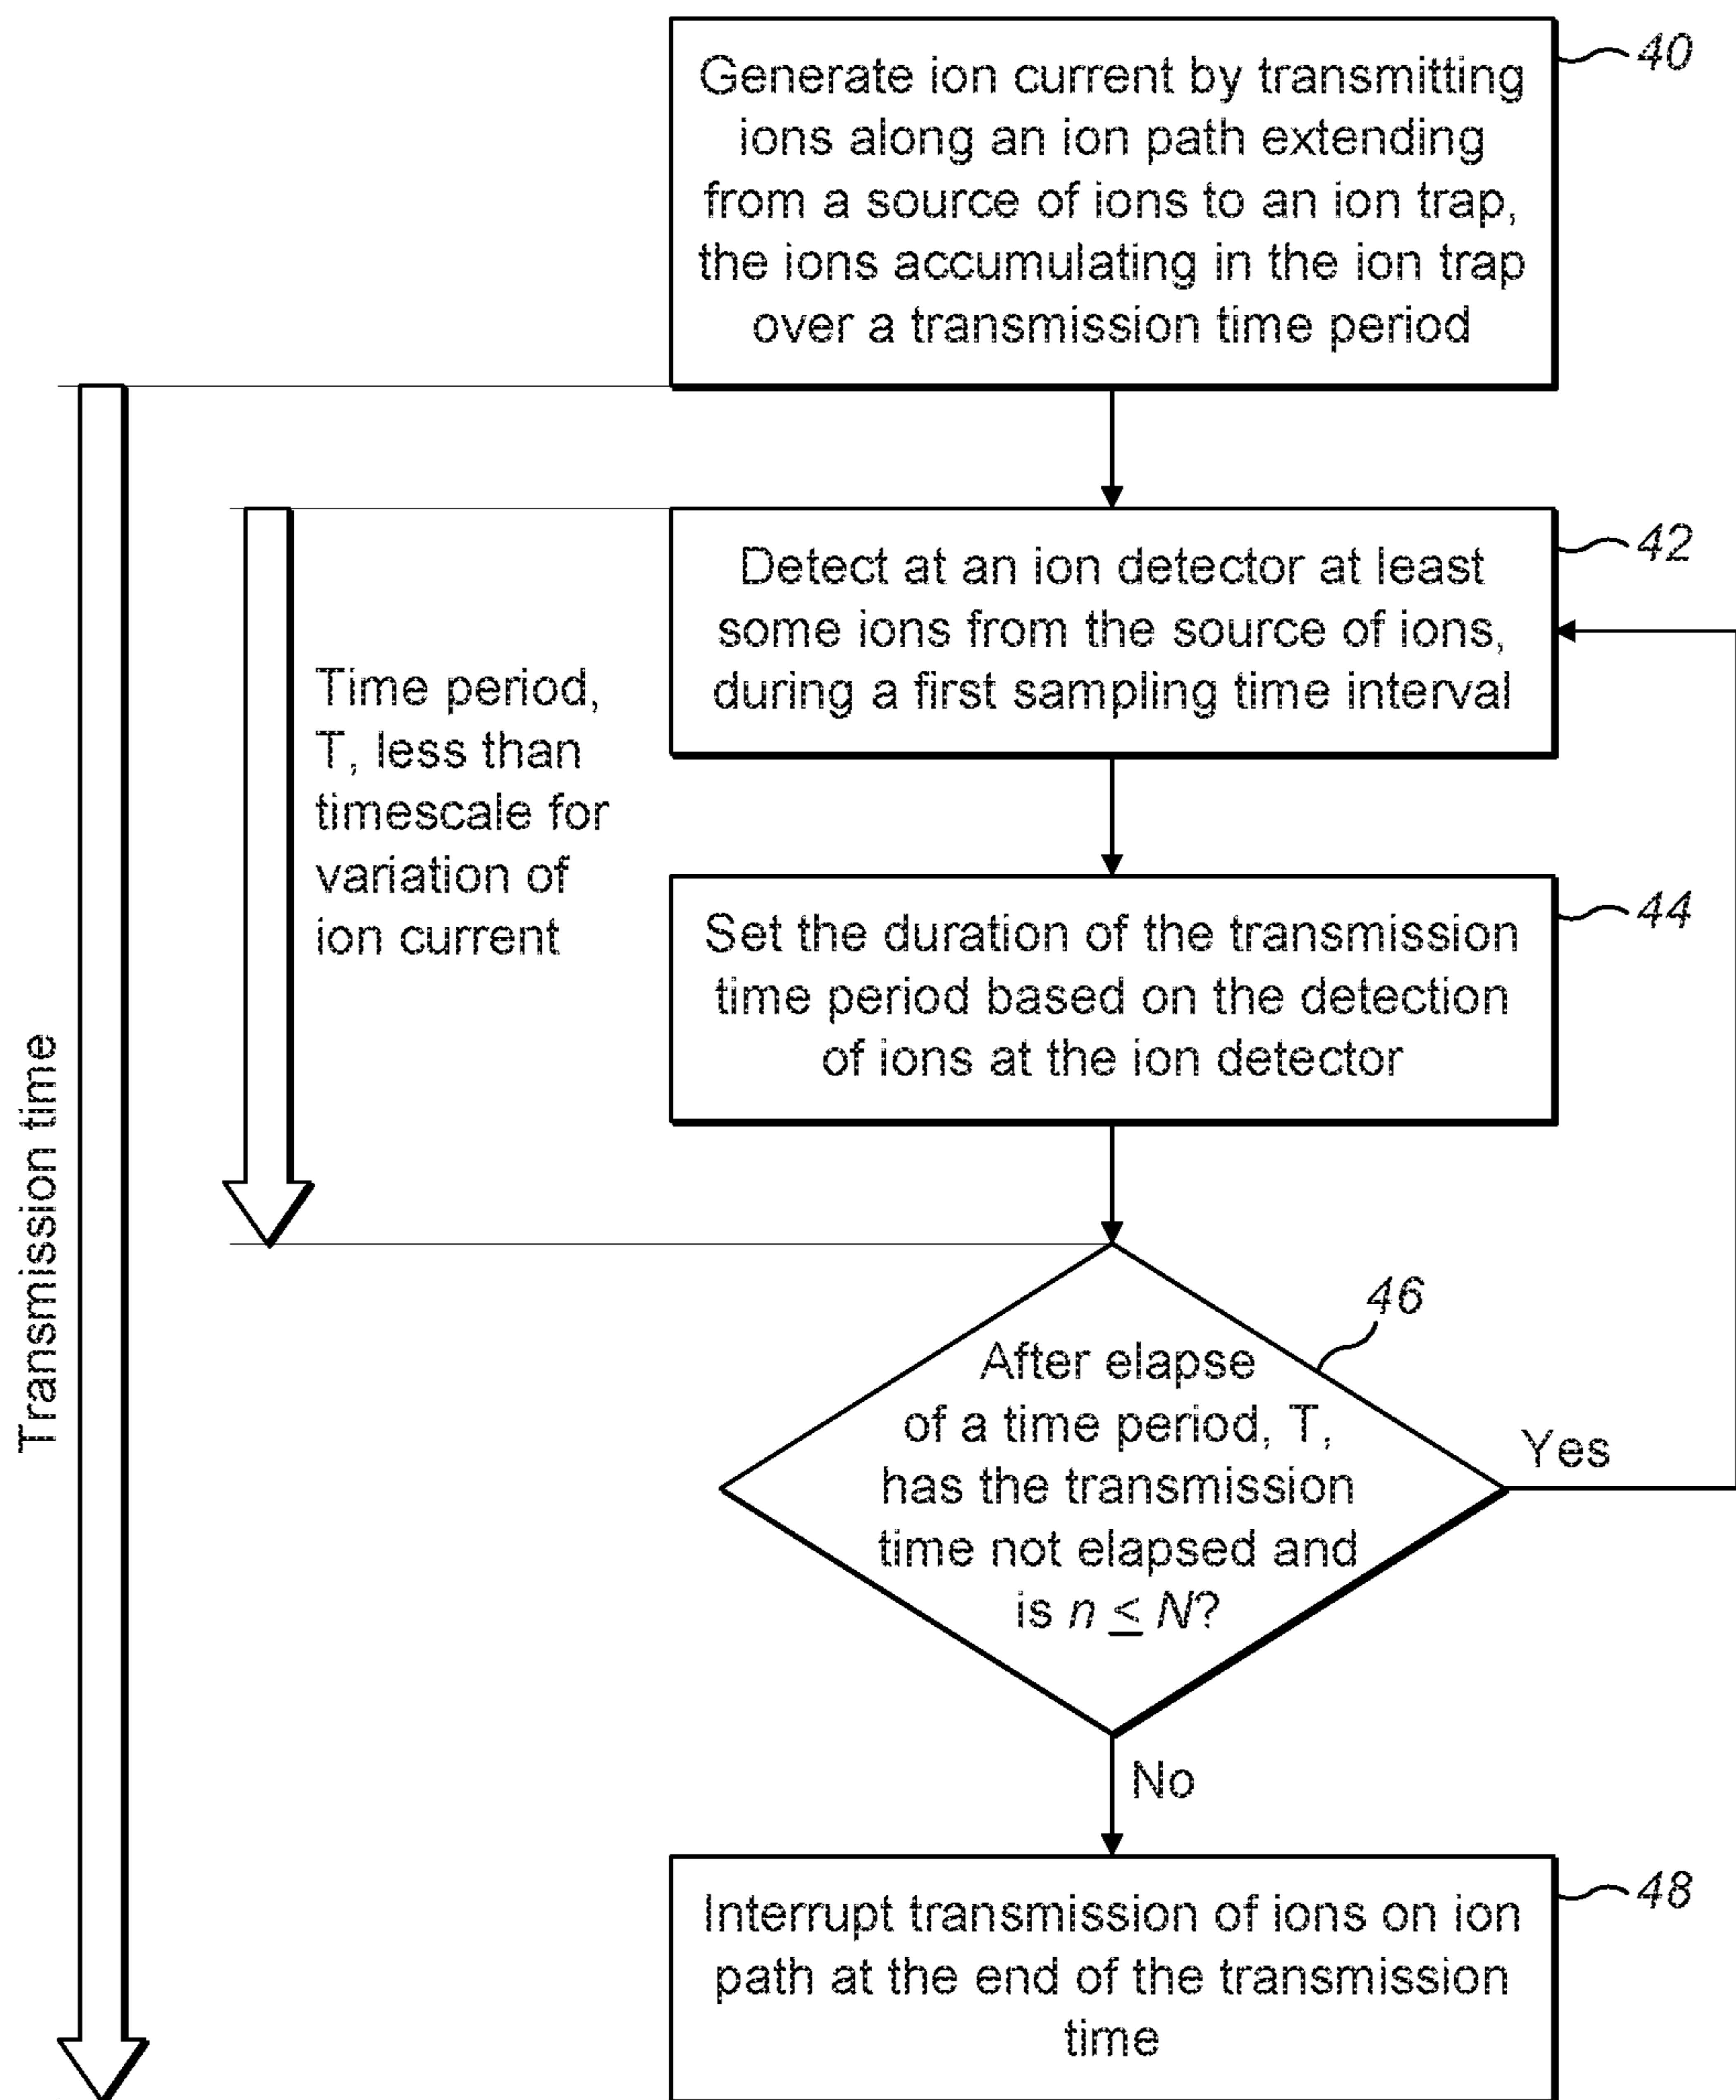 Generate ion current by transmitting
ions along an ion path extending
from a source of ions to an ion trap,
the ions accumulating in the ion trap
over a transmission time period
40
Detect at an ion detector at least
some ions from the source of ions,
during a first sampling time interval
42
Time period,
T, less than
timescale for
variation of
ion current
Set the duration of the transmission
time period based on the detection
of ions at the ion detector
44
Transmission time
After elapse
of a time period, T,
has the transmission
time not elapsed and
is n ≤ N?
46
Yes
No
Interrupt transmission of ions on ion
path at the end of the transmission
time
48